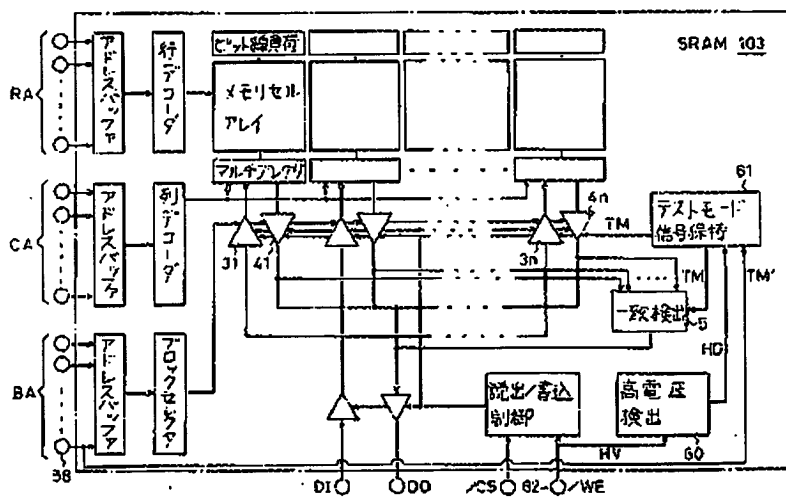 SRAM 103
RA
アドレスバッファ
行デコーダ
ビット線負荷
メモリセル
アレイ
マルチプレクサ
CA
アドレスバッファ
列デコーダ
31
41
3n
4n
TM
61
テストモード
信号保持
TM
TM'
一致検出
5
HD
BA
アドレスバッファ
ブロックセレクタ
読出/書込
制御
高電圧
検出
60
HV
38
DI
DO
/CS
62
/WE